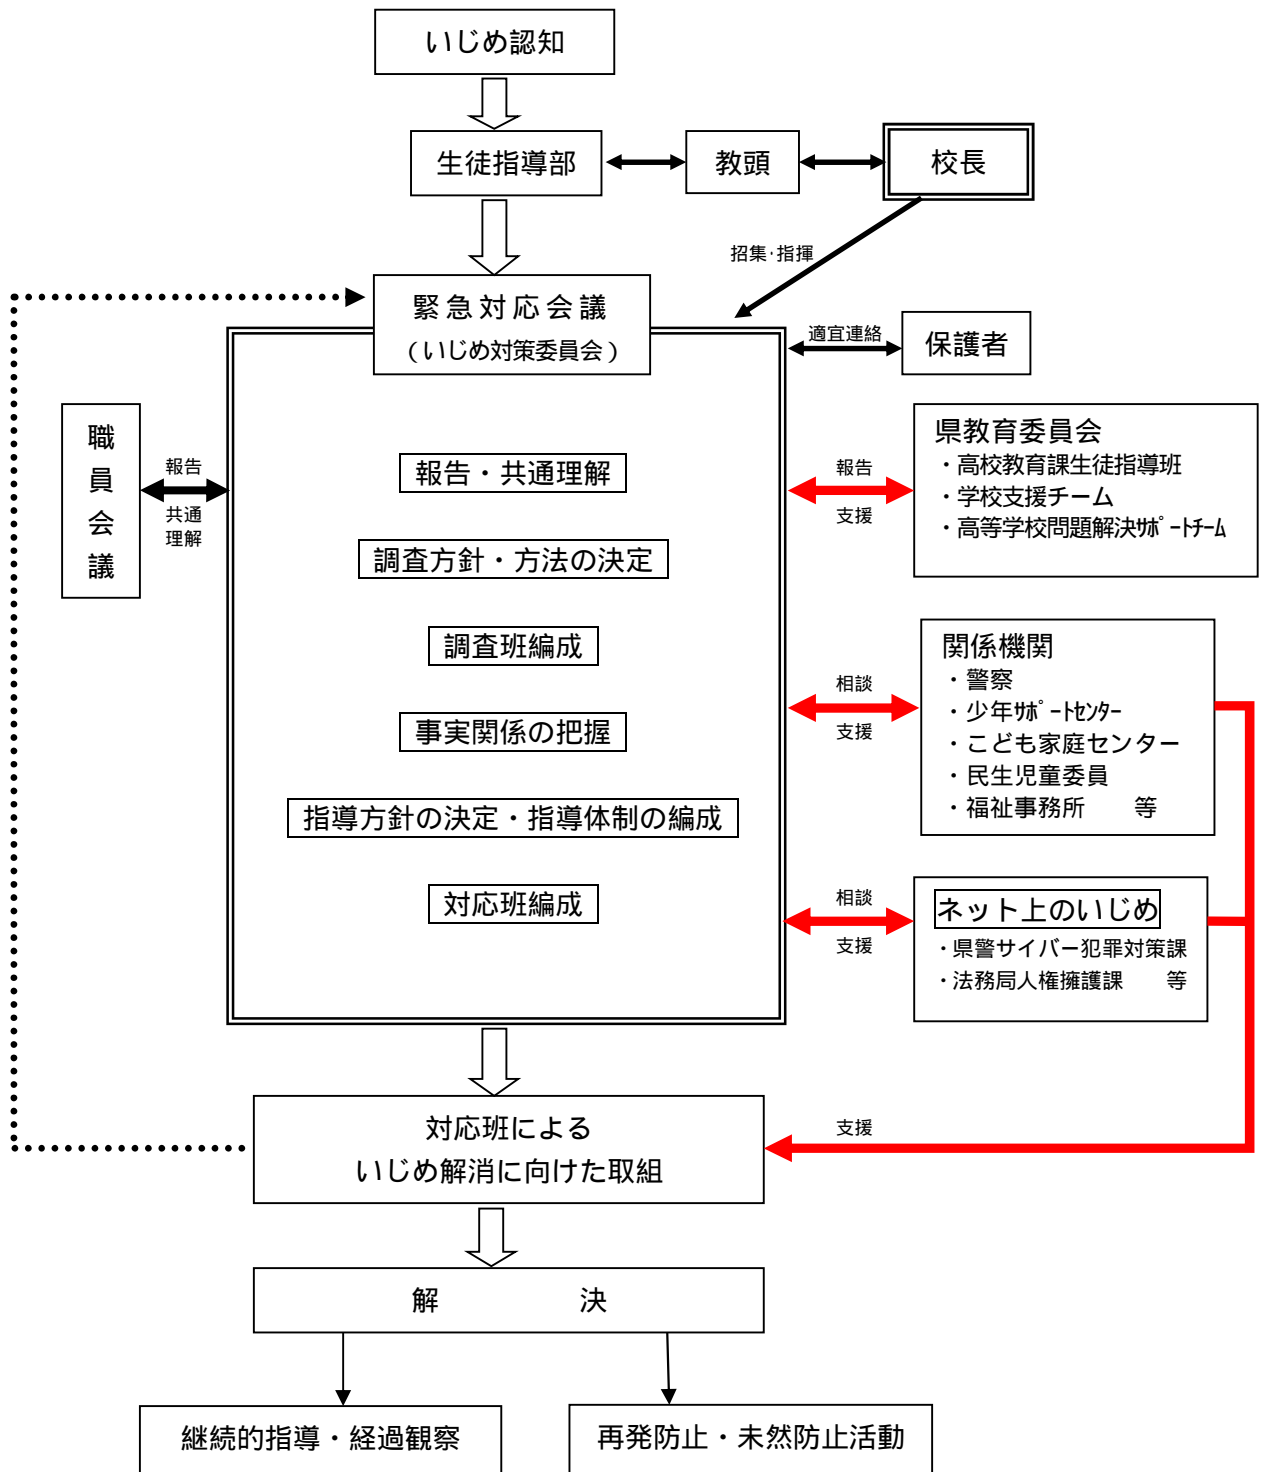 いじめ認知
生徒指導部
教頭
校長
招集・指揮
緊急対応会議
（いじめ対策委員会）
適宜連絡
保護者
職員会議
報告
共通
理解
報告・共通理解
調査方針・方法の決定
調査班編成
事実関係の把握
指導方針の決定・指導体制の編成
対応班編成
報告
支援
県教育委員会
・高校教育課生徒指導班
・学校支援チーム
・高等学校問題解決ｻﾎﾟｰﾄﾁｰﾑ
相談
支援
関係機関
・警察
・少年ｻﾎﾟｰﾄｾﾝﾀｰ
・こども家庭センター
・民生児童委員
・福祉事務所　　等
相談
支援
ネット上のいじめ
・県警サイバー犯罪対策課
・法務局人権擁護課　　等
支援
対応班による
いじめ解消に向けた取組
解　　　　　決
継続的指導・経過観察
再発防止・未然防止活動